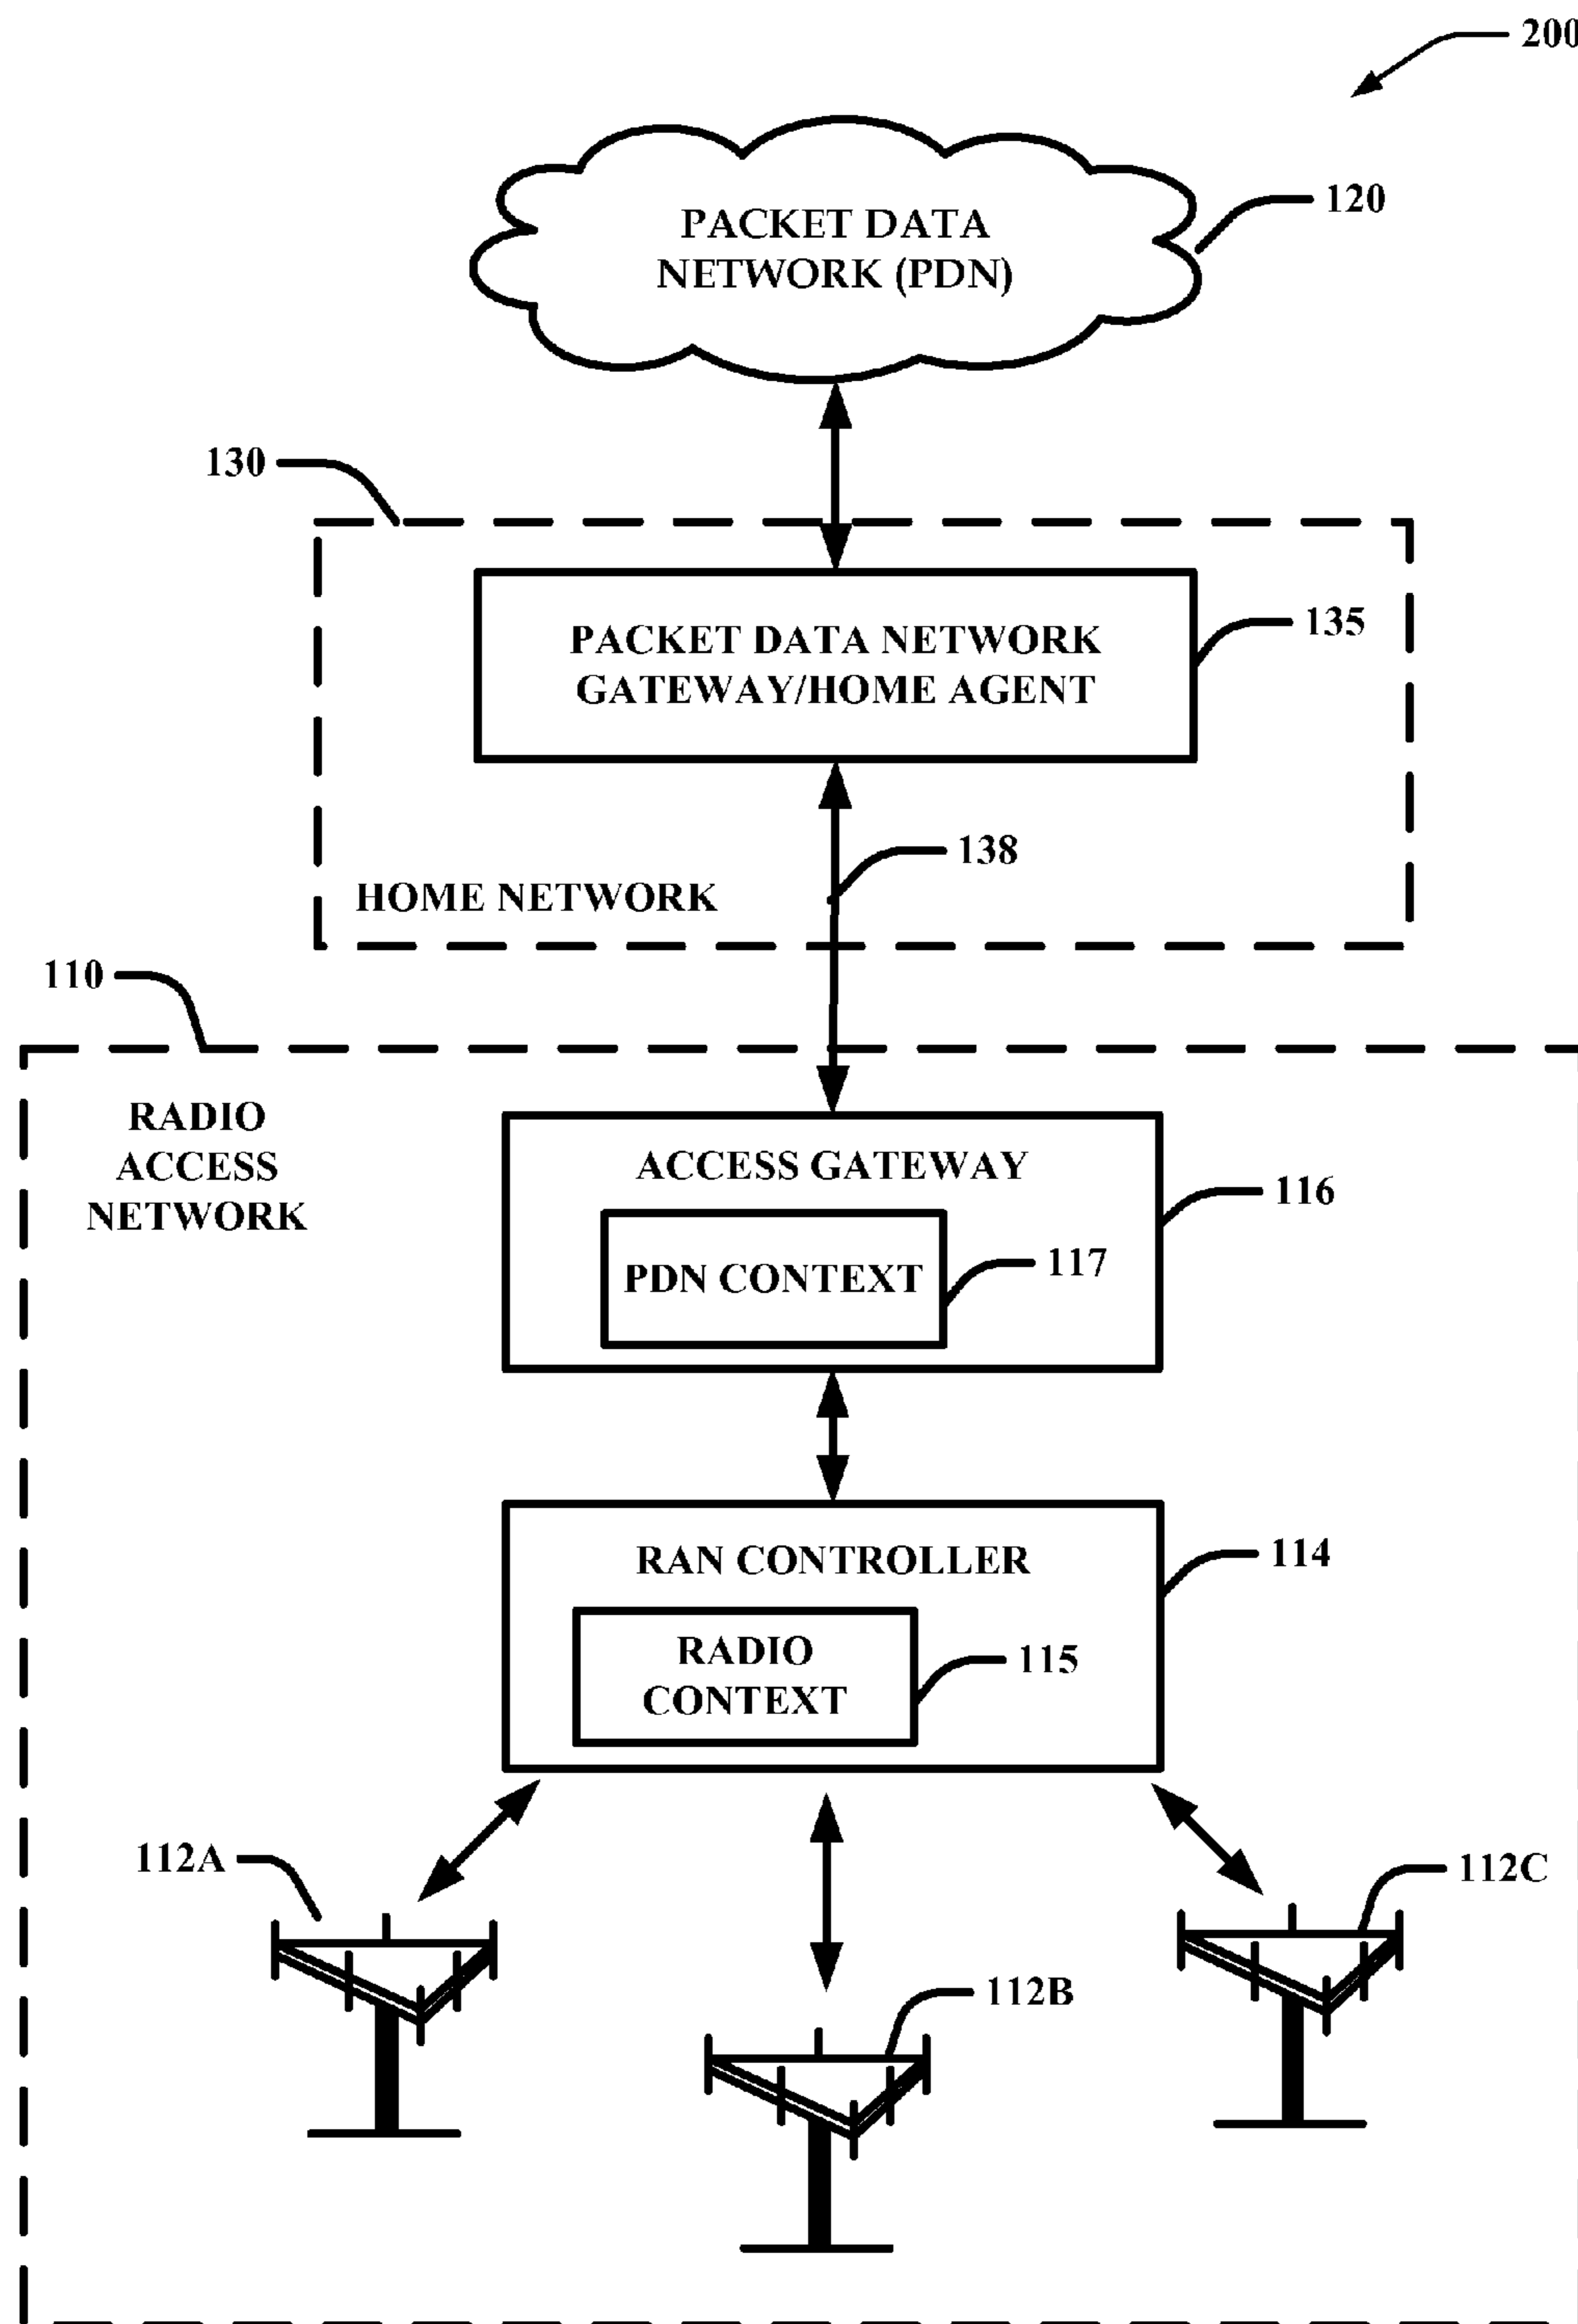 200
PACKET DATA
NETWORK (PDN)
120
130
PACKET DATA NETWORK
GATEWAY/HOME AGENT
135
138
HOME NETWORK
110
RADIO
ACCESS
NETWORK
ACCESS GATEWAY
116
PDN CONTEXT
117
RAN CONTROLLER
114
RADIO
CONTEXT
115
112A
112C
112B